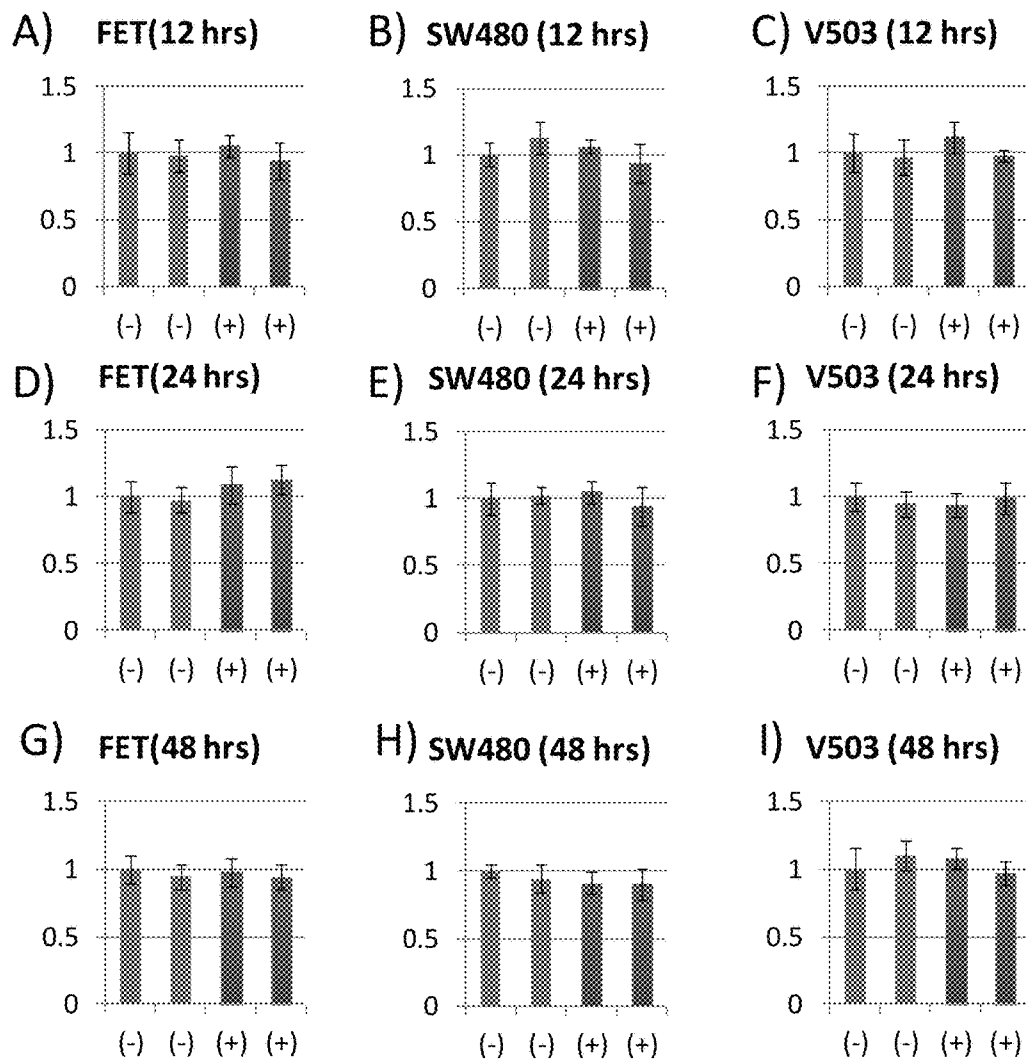 A) FET(12 hrs) B) SW480 (12 hrs) C) V503 (12 hrs)
1.5 1.5 1.5
1 1 1
0.5 0.5 0.5
0 0 0
(-) (-) (+) (+) (-) (-) (+) (+) (-) (-) (+) (+)
D) FET(24 hrs) E) SW480 (24 hrs) F) V503 (24 hrs)
1.5 1.5 1.5
1 1 1
0.5 0.5 0.5
0 0 0
(-) (-) (+) (+) (-) (-) (+) (+) (-) (-) (+) (+)
G) FET(48 hrs) H) SW480 (48 hrs) I) V503 (48 hrs)
1.5 1.5 1.5
1 1 1
0.5 0.5 0.5
0 0 0
(-) (-) (+) (+) (-) (-) (+) (+) (-) (-) (+) (+)